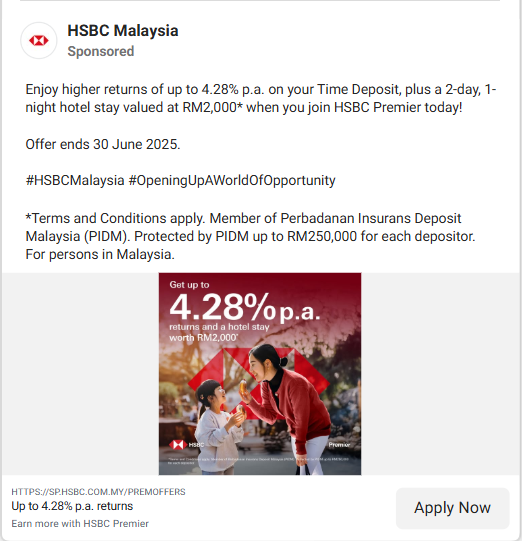 HSBC Malaysia
Sponsored
Enjoy higher returns of up to 4.28% p.a. on your Time Deposit, plus a 2-day, 1-
night hotel stay valued at RM2,000* when you join HSBC Premier today!
Offer ends 30 June 2025.
#HSBCMalaysia #OpeningUpAWorldOfOpportunity
*Terms and Conditions apply. Member of Perbadanan Insurans Deposit
Malaysia (PIDM). Protected by PIDM up to RM250,000 for each depositor.
For persons in Malaysia.
Get up to
4.28% p.a.
returns and a hotel stay
worth RM2,000*
HSBC
Premier
HTTPS://SP.HSBC.COM.MY/PREMOFFERS
Up to 4.28% p.a. returns
Earn more with HSBC Premier
Apply Now